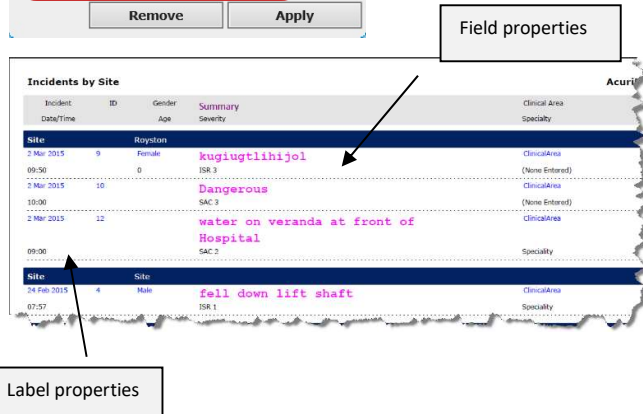 Remove Apply
Field properties
Incidents by Site
Incident ID Gender Summary Clinical Area
Date/Time Age Severity Specialty
Site Royston
2 Mar 2015 9 Female kugiugtlihijol ClinicalArea
09:50 0 ISR 3 (None Entered)
2 Mar 2015 10 Dangerous ClinicalArea
10:00 SAC 3 (None Entered)
2 Mar 2015 12 water on veranda at front of ClinicalArea
Hospital
09:00 SAC 2 Speciality
Site Site
24 Feb 2015 4 Male fell down lift shaft ClinicalArea
07:57 ISR 1 Speciality
Label properties